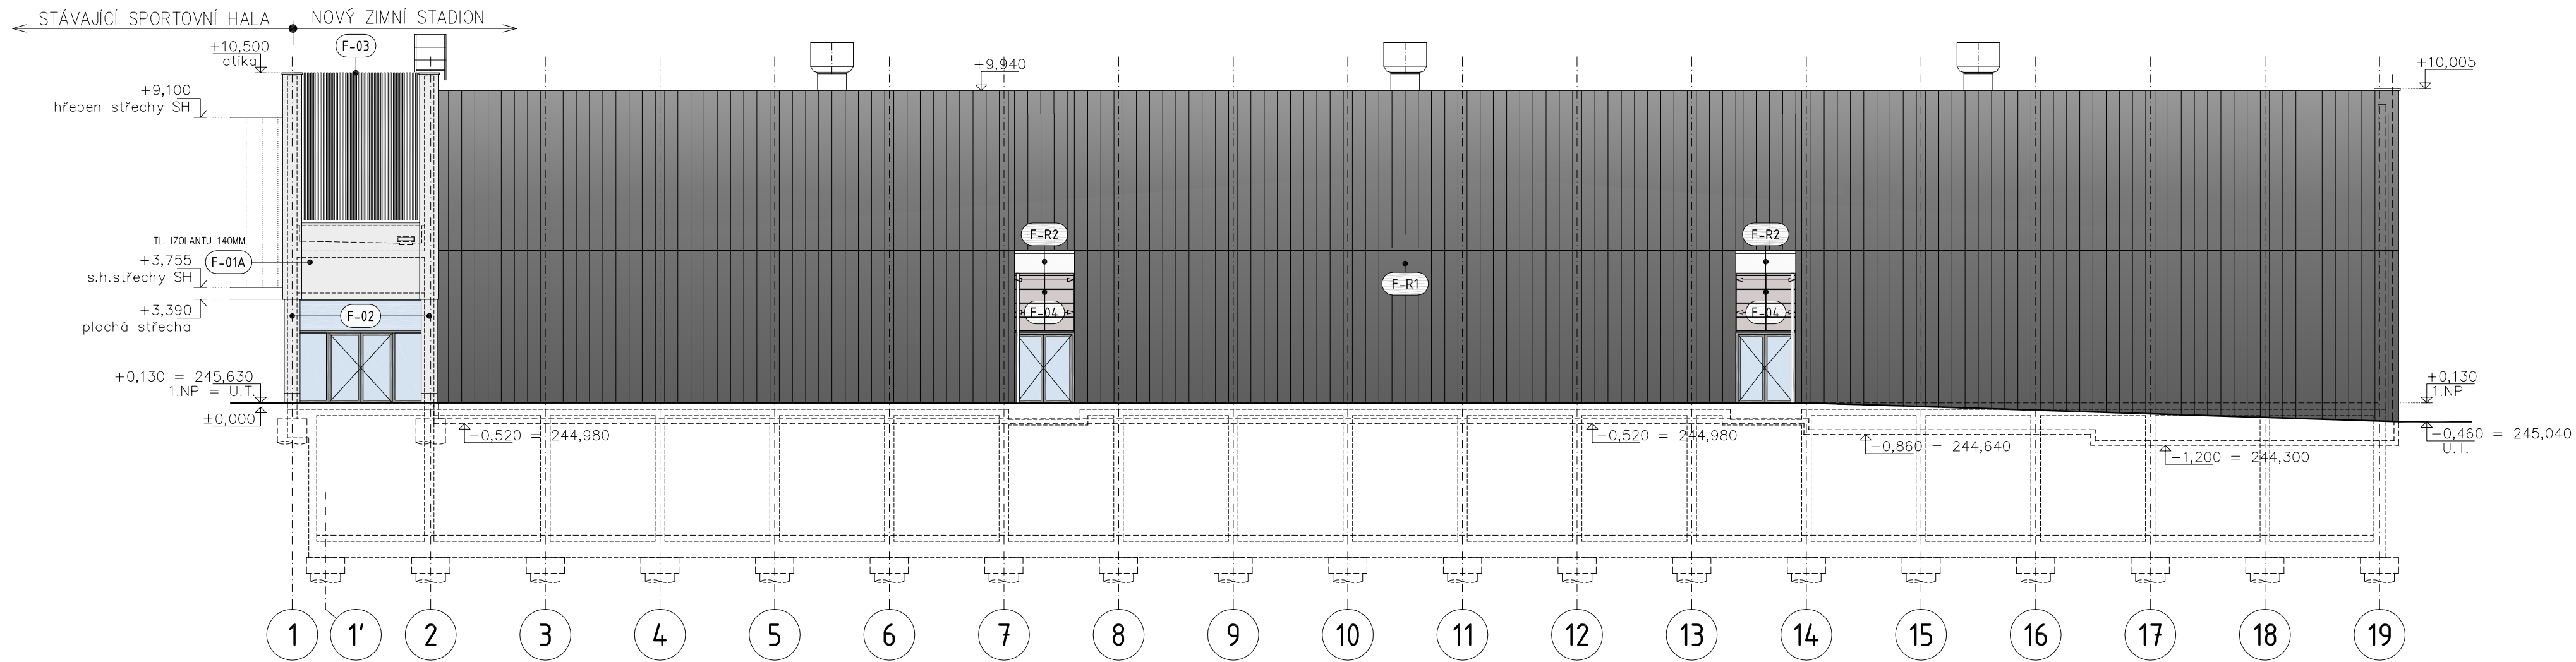 STÁVAJÍCÍ SPORTOVNÍ HALA
NOVÝ ZIMNÍ STADION
F-03
+10,500
atika
+9,940
+10,005
+9,100
hřeben střechy SH
TL. IZOLANTU 140MM
F-01A
+3,755
s.h.střechy SH
+3,390
plochá střecha
F-02
F-R2
F-04
F-R1
F-R2
F-04
+0,130 = 245,630
1.NP = U.T.
±0,000
+0,130
1.NP
-0,520 = 244,980
-0,520 = 244,980
-0,860 = 244,640
-1,200 = 244,300
-0,460 = 245,040
U.T.
1 1' 2 3 4 5 6 7 8 9 10 11 12 13 14 15 16 17 18 19